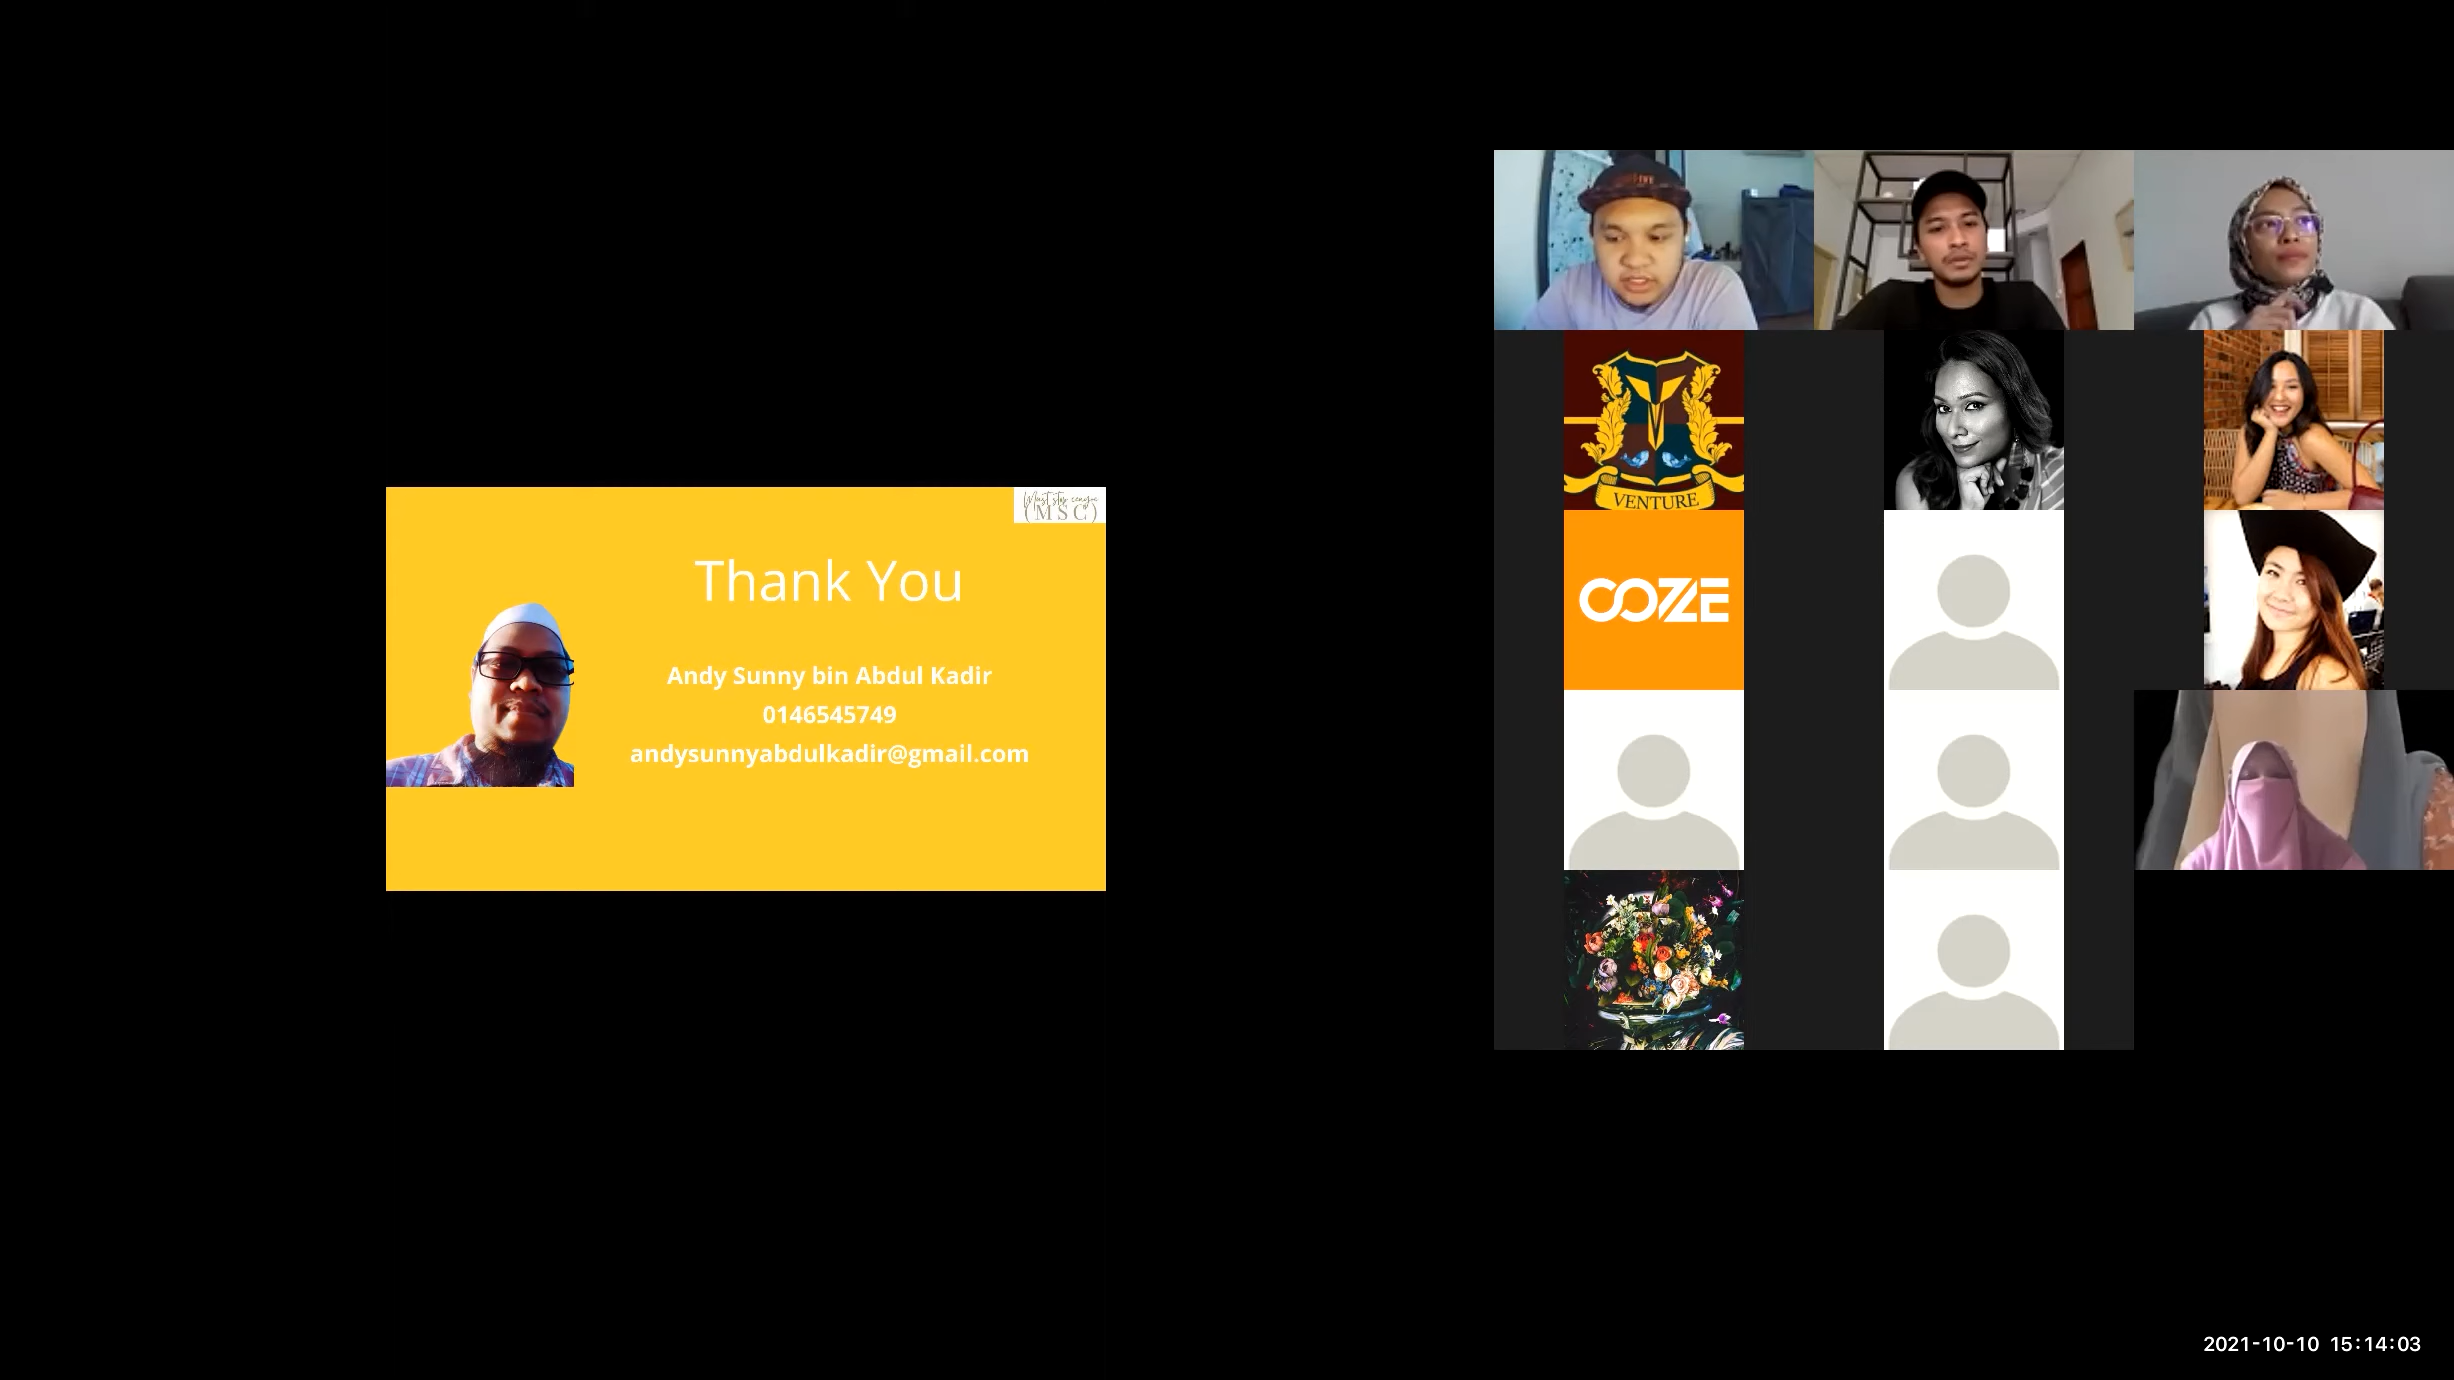 (MSC)
Thank You
Andy Sunny bin Abdul Kadir
0146545749
andysunnyabdulkadir@gmail.com
VENTURE
COZZE
2021-10-10 15:14:03